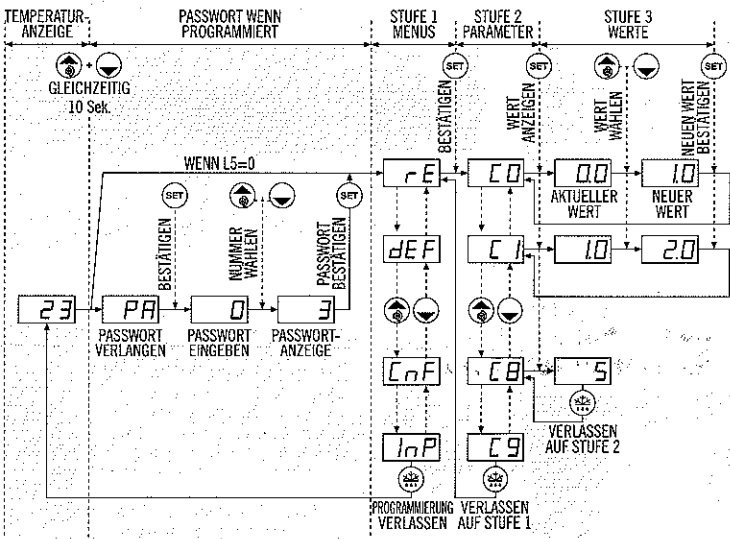 TEMPERATUR-
ANZEIGE
PASSWORT WENN
PROGRAMMIERT
STUFE 1
MENUS
STUFE 2
PARAMETER
STUFE 3
WERTE
+
GLEICHZEITIG
10 Sek.
SET
SET
SET
BESTÄTIGEN
WERT
ANZEIGEN
WERT
WÄHLEN
NEUEN WERT
BESTÄTIGEN
WENN L5=0
rE
C0
0.0
1.0
AKTUELLER
WERT
NEUER
WERT
SET
SET
BESTÄTIGEN
NUMMER
WÄHLEN
PASSWORT
BESTÄTIGEN
dEF
C1
1.0
2.0
23
PA
0
3
PASSWORT
VERLANGEN
PASSWORT
EINGEBEN
PASSWORT-
ANZEIGE
CnF
C8
5
VERLASSEN
AUF STUFE 2
InP
C9
PROGRAMMIERUNG
VERLASSEN
VERLASSEN
AUF STUFE 1